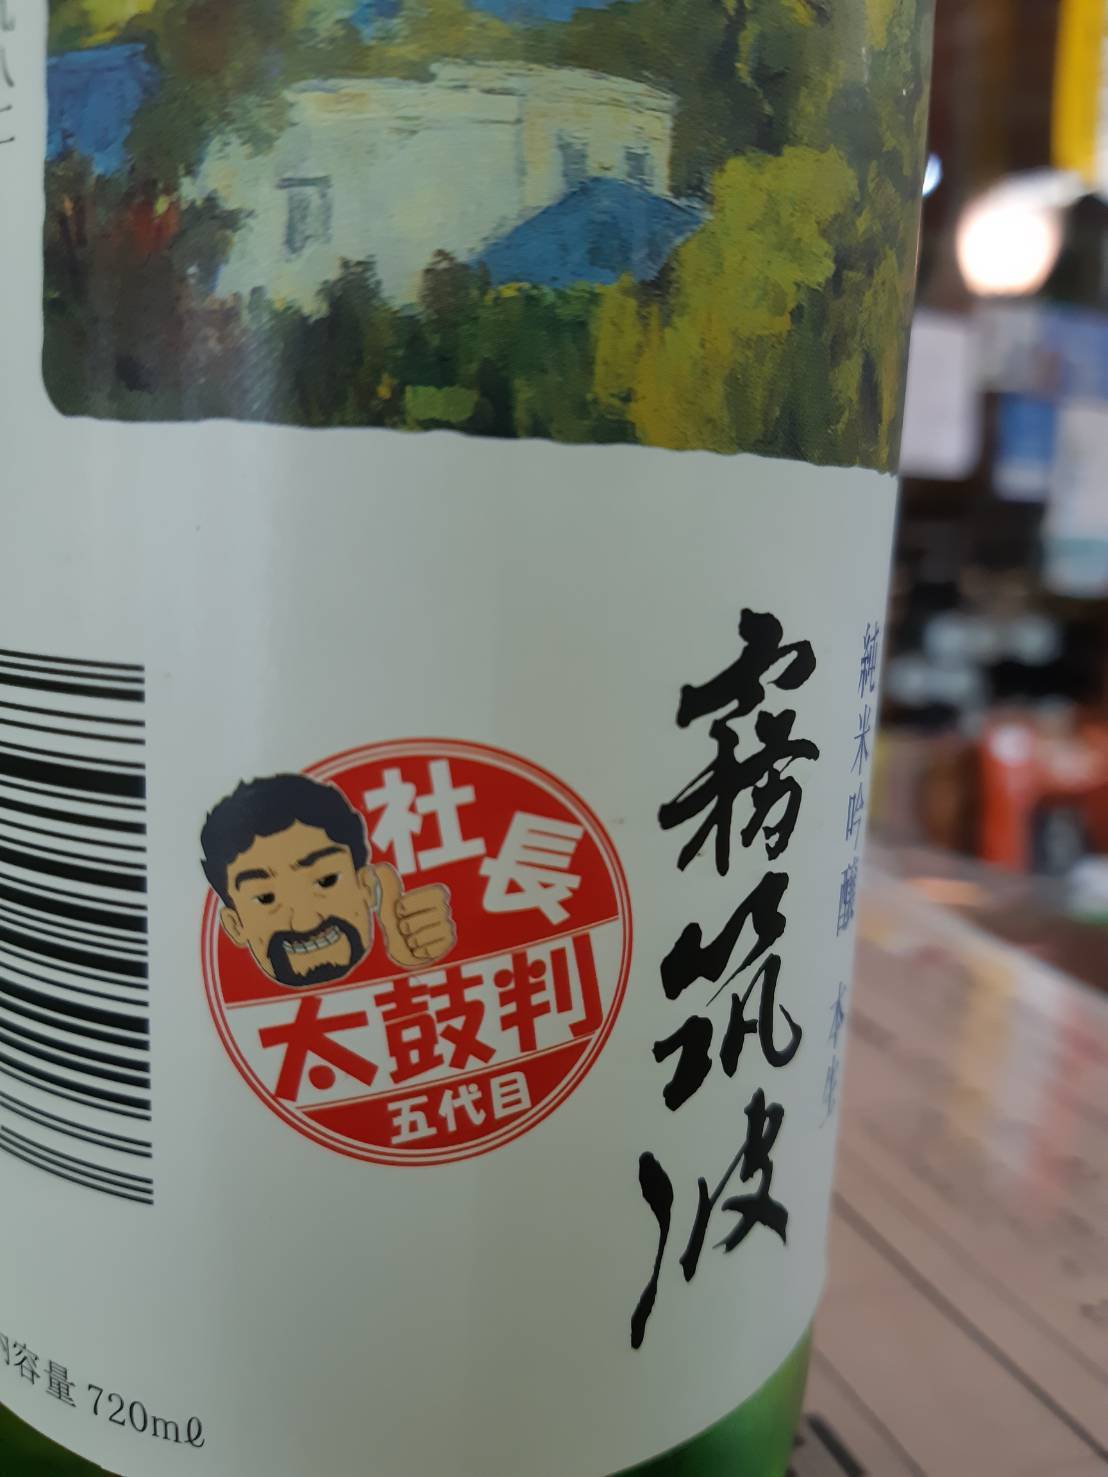 純米吟醸 本生
霧筑波
社長
太鼓判
五代目
内容量 720mℓ